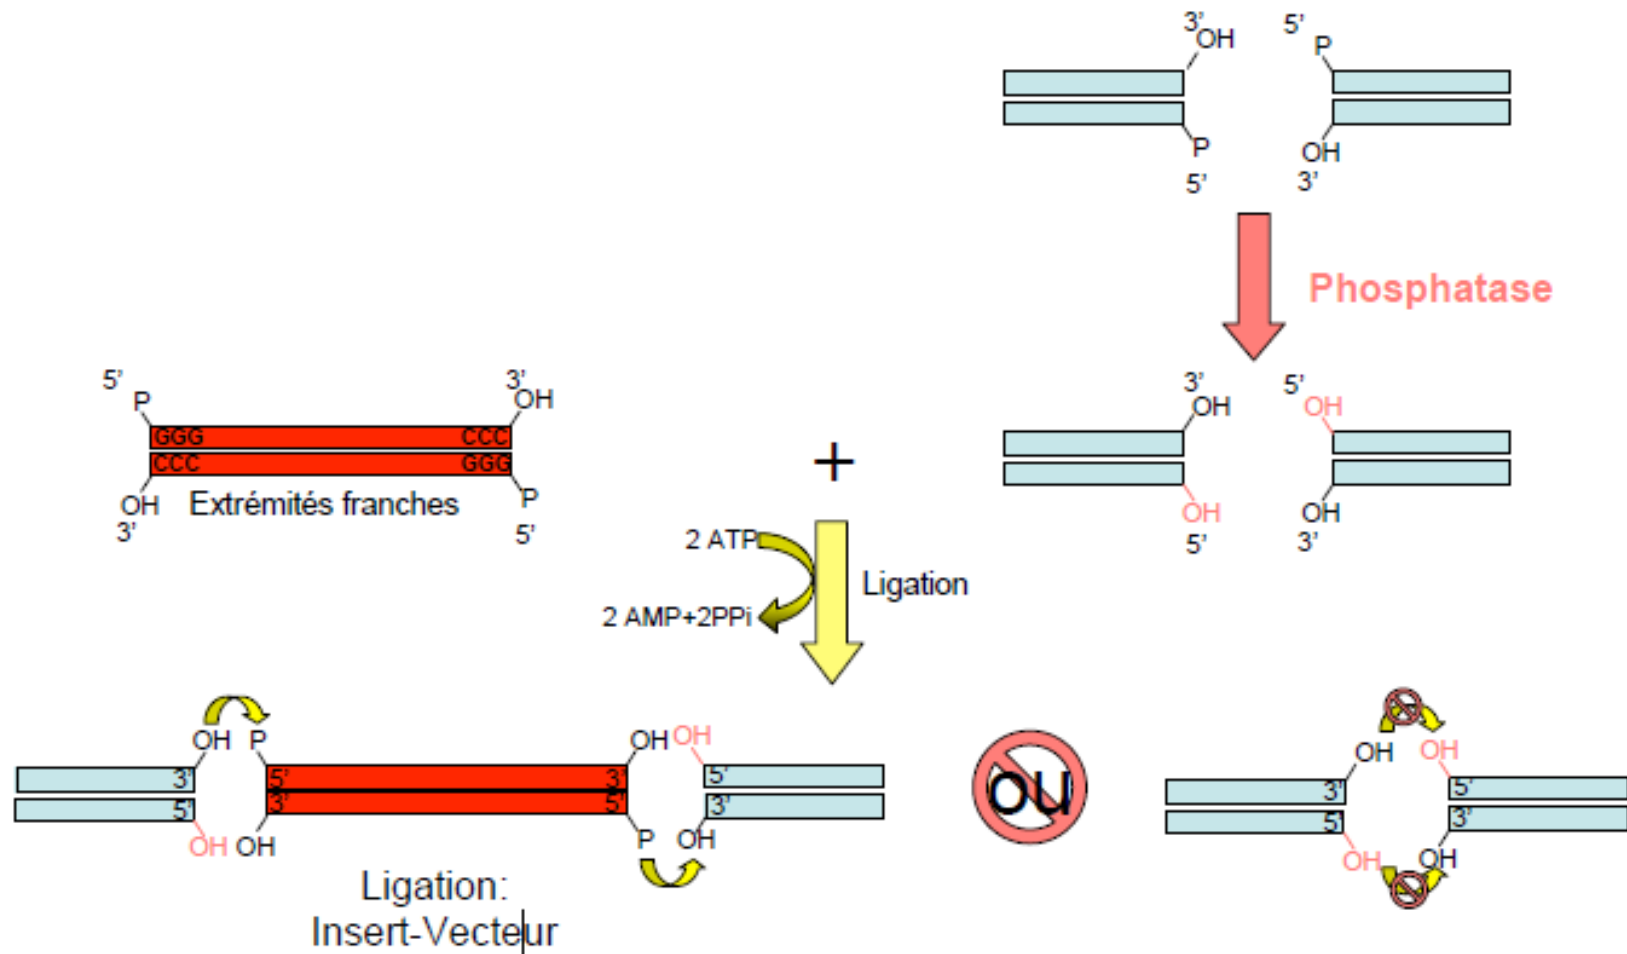 3’
OH
5’
P
P
5’
OH
3’
Phosphatase
5’
P
3’
OH
GGG
CCC
CCC
GGG
OH
3’
Extrémités franches
P
5’
+
3’
OH
5’
OH
OH
5’
OH
3’
2 ATP
Ligation
2 AMP+2PPi
OH
P
3’
5’
5’
3’
OH
OH
OH
OH
3’
5’
5’
3’
P
OH
ou
OH
OH
3’
5’
5’
3’
OH
OH
Ligation:
Insert-Vecteur